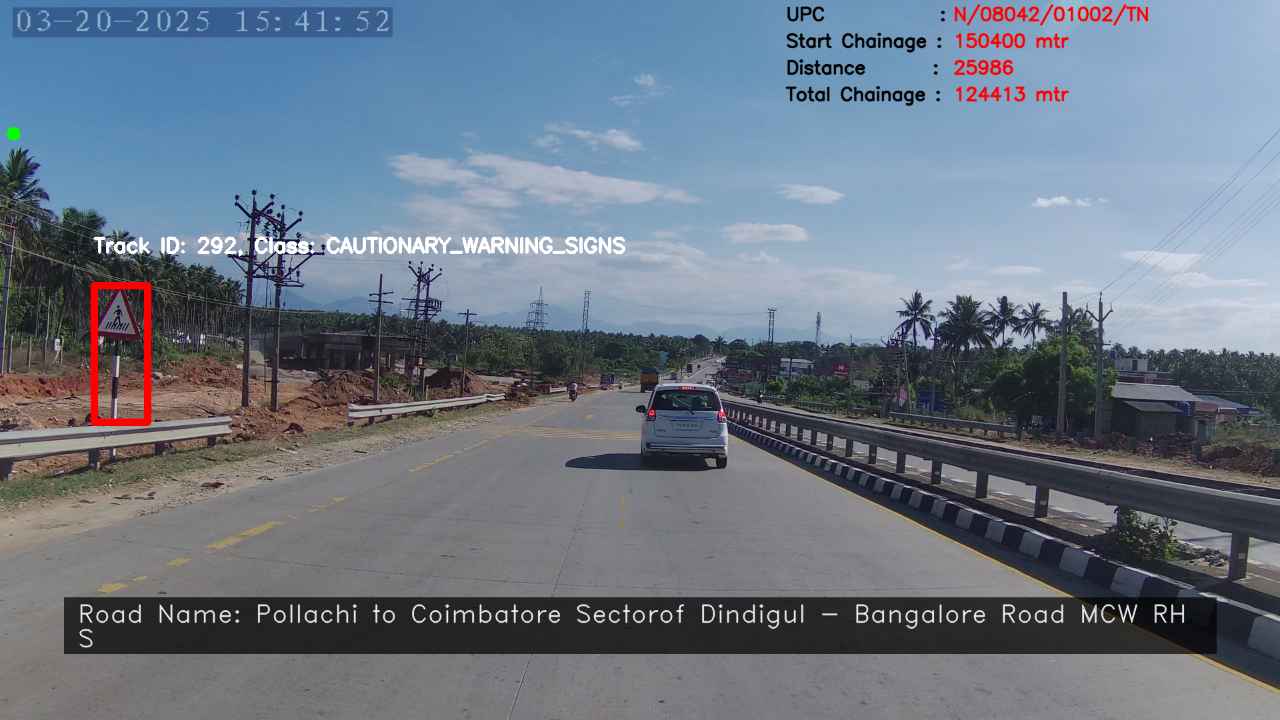 03-20-2025 15:41:52
UPC : N/08042/01002/TN
Start Chainage : 150400 mtr
Distance : 25986
Total Chainage : 124413 mtr
Track ID: 292, Class: CAUTIONARY_WARNING_SIGNS
Road Name: Pollachi to Coimbatore Sectorof Dindigul - Bangalore Road MCW RH
S